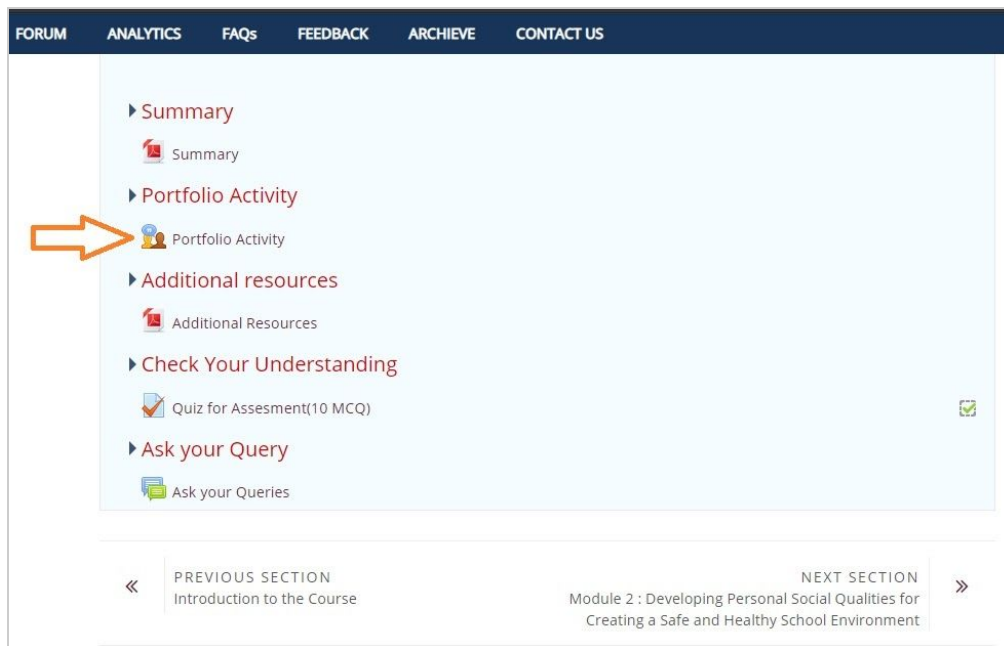 FORUM ANALYTICS FAQs FEEDBACK ARCHIEVE CONTACT US
Summary
Summary
Portfolio Activity
Portfolio Activity
Additional resources
Additional Resources
Check Your Understanding
Quiz for Assesment(10 MCQ)
Ask your Query
Ask your Queries
PREVIOUS SECTION
Introduction to the Course
NEXT SECTION
Module 2 : Developing Personal Social Qualities for
Creating a Safe and Healthy School Environment